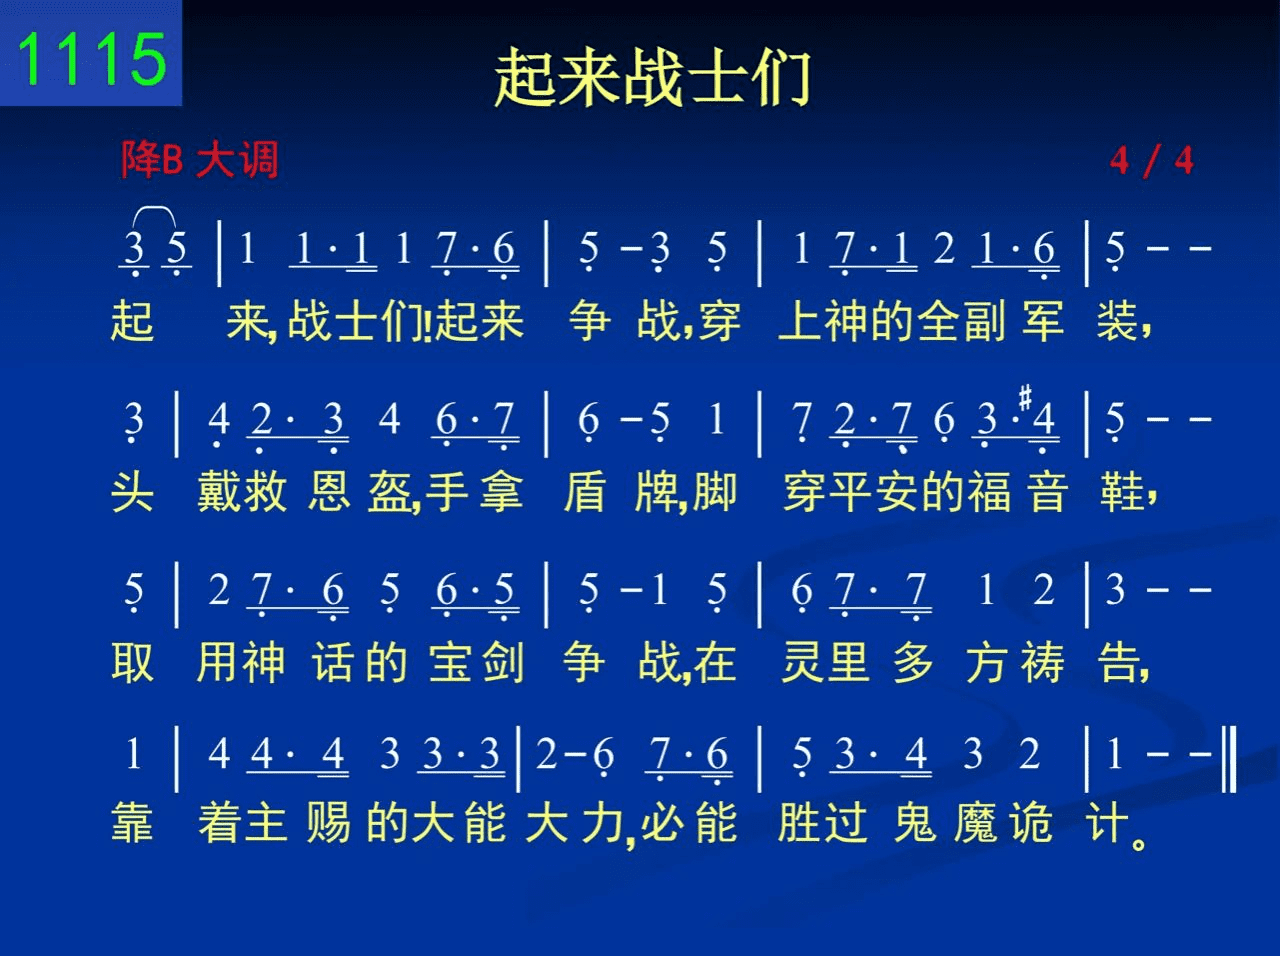 1115
起来战士们
降B 大调 4 / 4
3 5 | 1 1·1 1 7·6 | 5 - 3 5 | 1 7·1 2 1·6 | 5 - -
起 来,战士们!起来 争 战,穿 上神的全副 军 装,
3 | 4 2·3 4 6·7 | 6 - 5 1 | 7 2·7 6 3·#4 | 5 - -
头 戴救 恩 盔,手 拿 盾 牌,脚 穿平安的福 音 鞋,
5 | 2 7·6 5 6·5 | 5 - 1 5 | 6 7·7 1 2 | 3 - -
取 用神 话的 宝剑 争 战,在 灵里 多 方祷 告,
1 | 4 4·4 3 3·3 | 2 - 6 7·6 | 5 3·4 3 2 | 1 - - ‖
靠 着主 赐 的大能 大力,必能 胜过 鬼 魔诡 计。